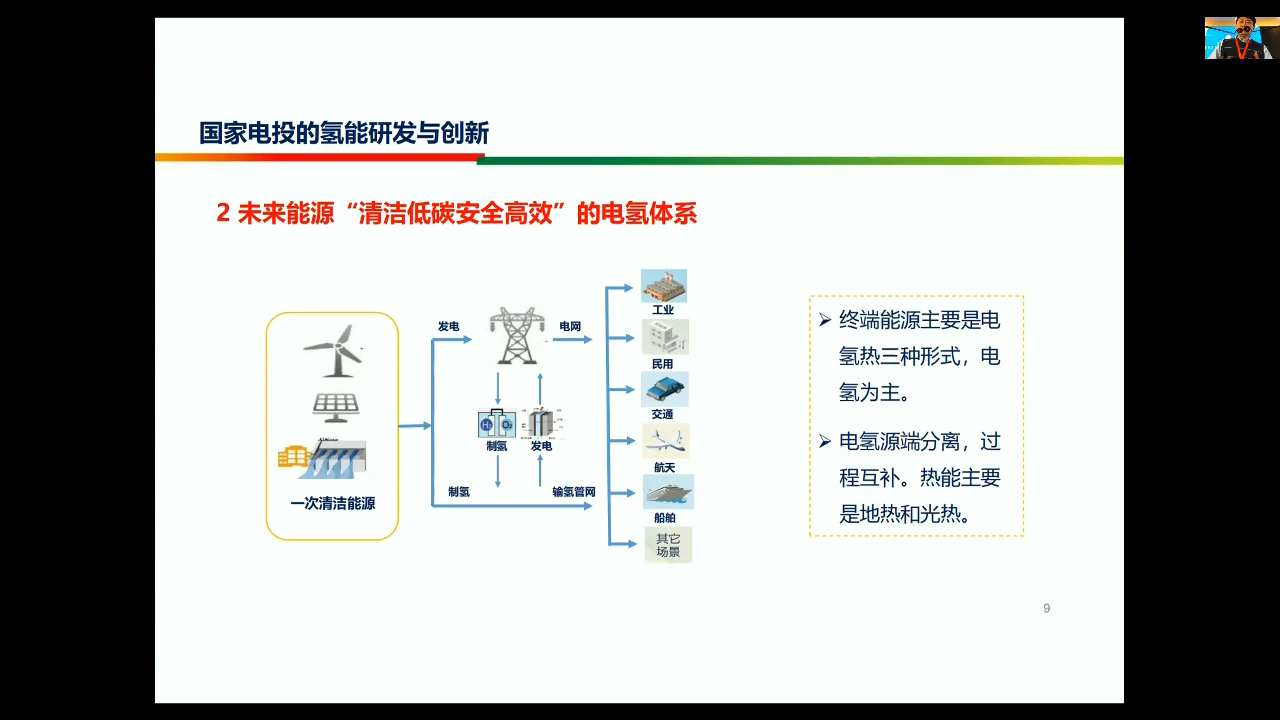 国家电投的氢能研发与创新
2 未来能源“清洁低碳安全高效”的电氢体系
一次清洁能源
发电
电网
H₂
O₂
制氢
发电
制氢
输氢管网
工业
民用
交通
航天
船舶
其它
场景
➢ 终端能源主要是电
氢热三种形式，电
氢为主。
➢ 电氢源端分离，过
程互补。热能主要
是地热和光热。
9